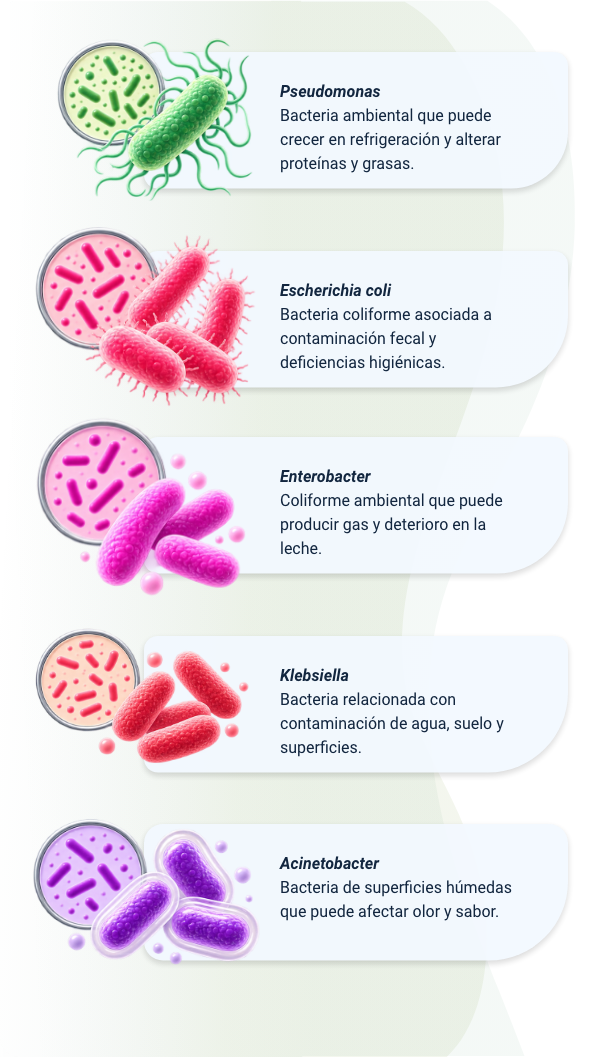 Pseudomonas
Bacteria ambiental que puede
crecer en refrigeración y alterar
proteínas y grasas.
Escherichia coli
Bacteria coliforme asociada a
contaminación fecal y
deficiencias higiénicas.
Enterobacter
Coliforme ambiental que puede
producir gas y deterioro en la
leche.
Klebsiella
Bacteria relacionada con
contaminación de agua, suelo y
superficies.
Acinetobacter
Bacteria de superficies húmedas
que puede afectar olor y sabor.